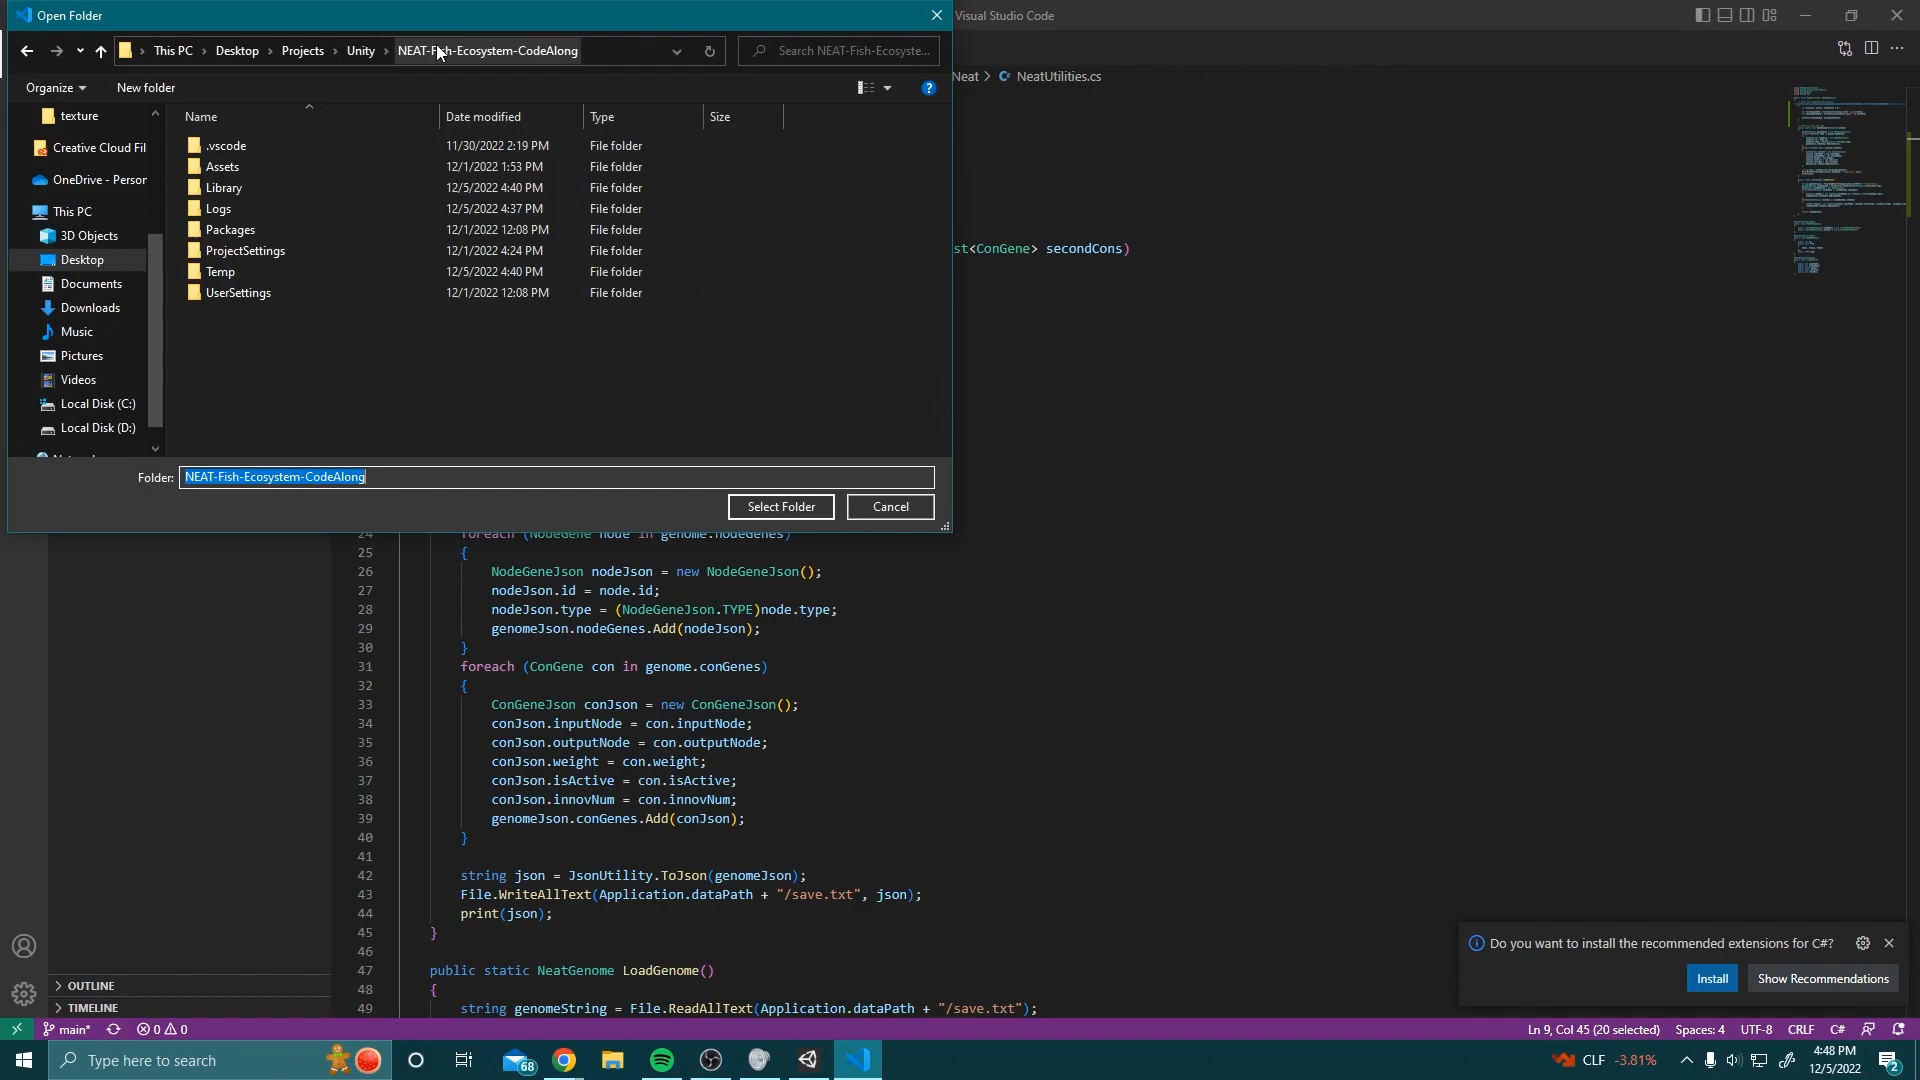 Open Folder
Visual Studio Code
This PC > Desktop > Projects > Unity > NEAT-Fish-Ecosystem-CodeAlong
Search NEAT-Fish-Ecosyste...
Neat > NeatUtilities.cs
Organize
New folder
Name
Date modified
Type
Size
texture
Creative Cloud Fil
OneDrive - Person
This PC
3D Objects
Desktop
Documents
Downloads
Music
Pictures
Videos
Local Disk (C:)
Local Disk (D:)
.vscode 11/30/2022 2:19 PM File folder
Assets 12/1/2022 1:53 PM File folder
Library 12/5/2022 4:40 PM File folder
Logs 12/5/2022 4:37 PM File folder
Packages 12/1/2022 12:08 PM File folder
ProjectSettings 12/1/2022 4:24 PM File folder
Temp 12/5/2022 4:40 PM File folder
UserSettings 12/1/2022 12:08 PM File folder
st<ConGene> secondCons)
Folder: NEAT-Fish-Ecosystem-CodeAlong
Select Folder
Cancel
24 foreach (NodeGene node in genome.nodeGenes)
25 {
26 NodeGeneJson nodeJson = new NodeGeneJson();
27 nodeJson.id = node.id;
28 nodeJson.type = (NodeGeneJson.TYPE)node.type;
29 genomeJson.nodeGenes.Add(nodeJson);
30 }
31 foreach (ConGene con in genome.conGenes)
32 {
33 ConGeneJson conJson = new ConGeneJson();
34 conJson.inputNode = con.inputNode;
35 conJson.outputNode = con.outputNode;
36 conJson.weight = con.weight;
37 conJson.isActive = con.isActive;
38 conJson.innovNum = con.innovNum;
39 genomeJson.conGenes.Add(conJson);
40 }
41
42 string json = JsonUtility.ToJson(genomeJson);
43 File.WriteAllText(Application.dataPath + "/save.txt", json);
44 print(json);
45 }
46
47 public static NeatGenome LoadGenome()
48 {
49 string genomeString = File.ReadAllText(Application.dataPath + "/save.txt");
OUTLINE
TIMELINE
Do you want to install the recommended extensions for C#?
Install
Show Recommendations
main*
0 0
Ln 9, Col 45 (20 selected)
Spaces: 4
UTF-8
CRLF
C#
Type here to search
68
CLF -3.81%
4:48 PM
12/5/2022
2